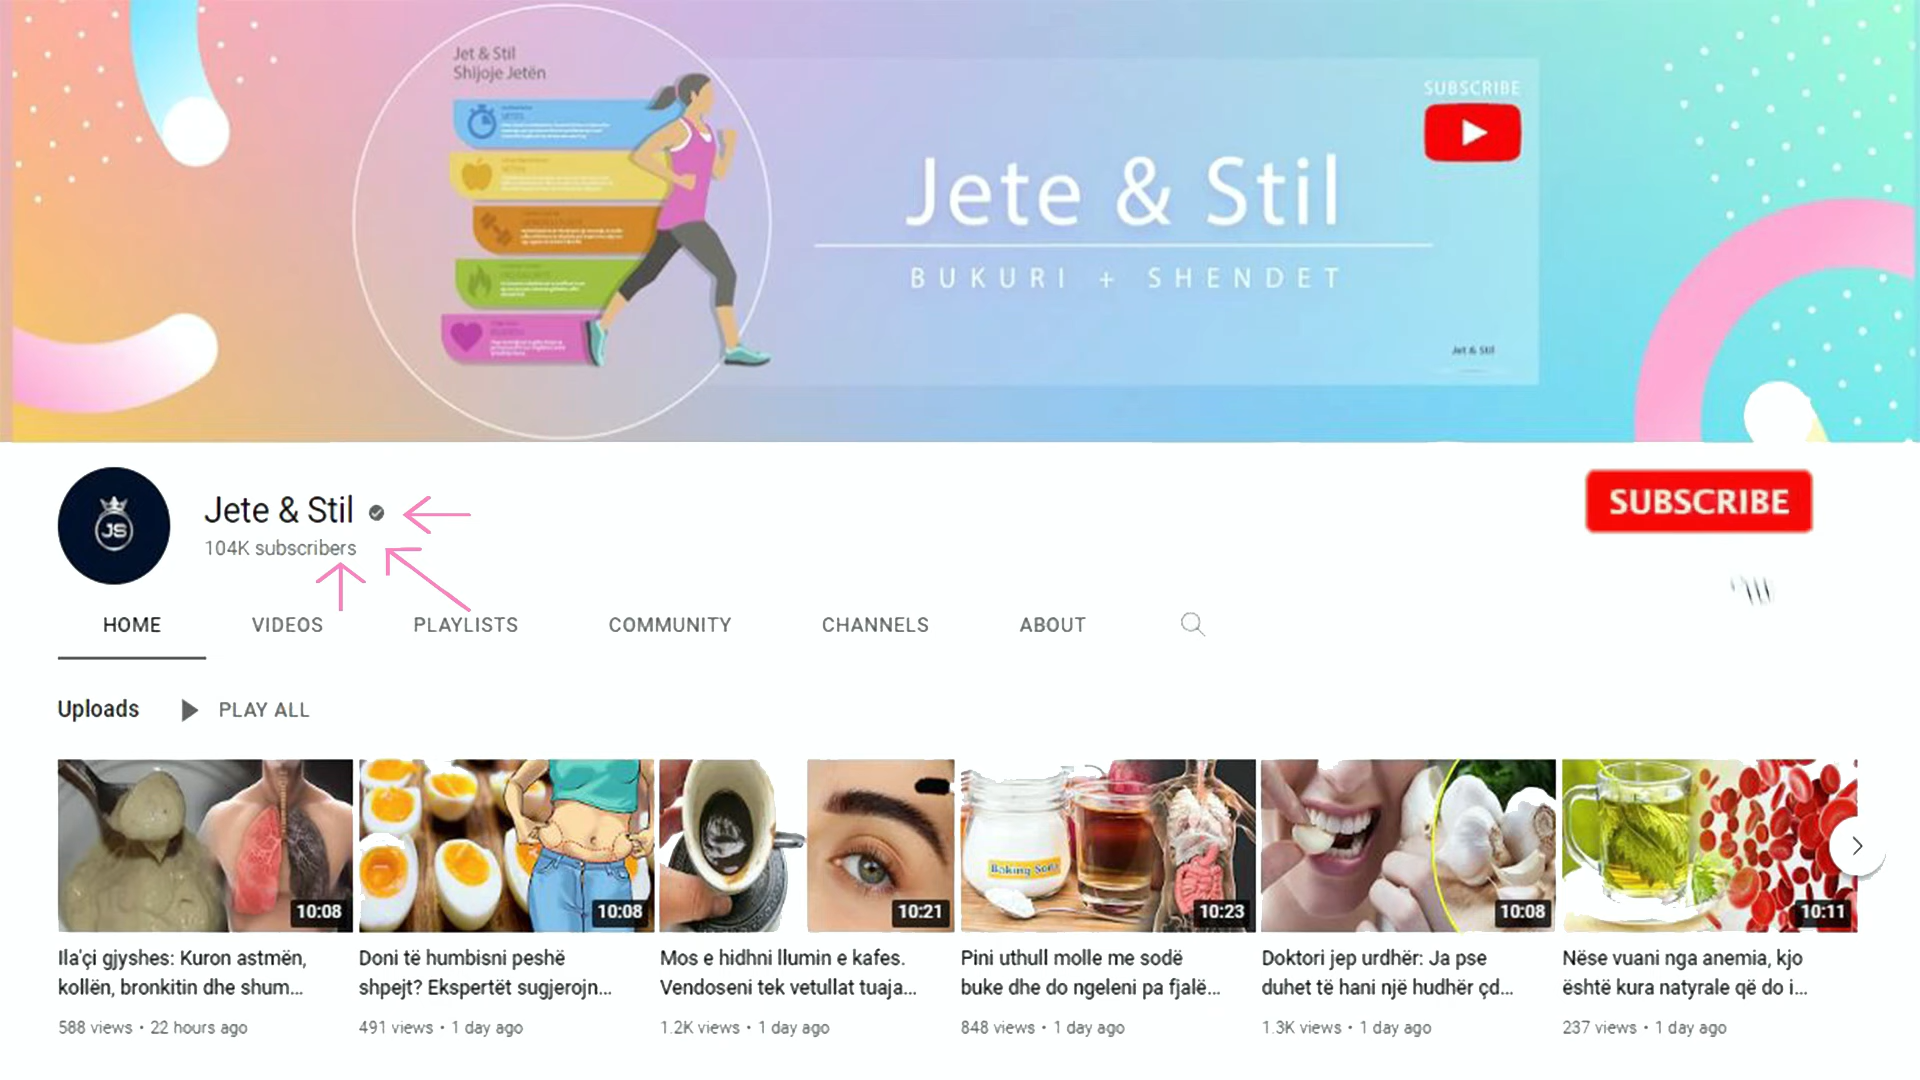 Jet & Stil
Shijoje Jetën
SUBSCRIBE
Jete & Stil
BUKURI + SHENDET
Jet & Stil
JS
Jete & Stil
104K subscribers
SUBSCRIBE
HOME VIDEOS PLAYLISTS COMMUNITY CHANNELS ABOUT
Uploads PLAY ALL
Baking Soda
10:08 10:08 10:21 10:23 10:08 10:11
Ila'çi gjyshes: Kuron astmën,
kollën, bronkitin dhe shum...
588 views • 22 hours ago
Doni të humbisni peshë
shpejt? Ekspertët sugjerojn...
491 views • 1 day ago
Mos e hidhni llumin e kafes.
Vendoseni tek vetullat tuaja...
1.2K views • 1 day ago
Pini uthull molle me sodë
buke dhe do ngeleni pa fjalë...
848 views • 1 day ago
Doktori jep urdhër: Ja pse
duhet të hani një hudhër çd...
1.3K views • 1 day ago
Nëse vuani nga anemia, kjo
është kura natyrale që do i...
237 views • 1 day ago